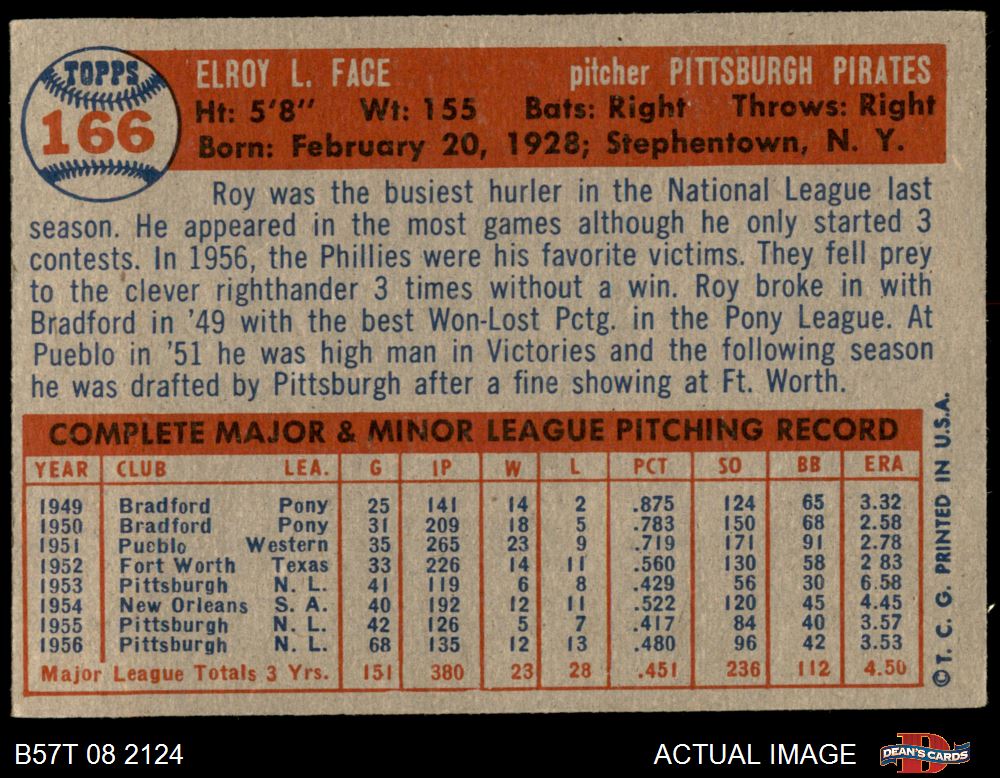 TOPPS
166
ELROY L. FACE pitcher PITTSBURGH PIRATES
Ht: 5'8" Wt: 155 Bats: Right Throws: Right
Born: February 20, 1928; Stephentown, N. Y.
Roy was the busiest hurler in the National League last
season. He appeared in the most games although he only started 3
contests. In 1956, the Phillies were his favorite victims. They fell prey
to the clever righthander 3 times without a win. Roy broke in with
Bradford in '49 with the best Won-Lost Pctg. in the Pony League. At
Pueblo in '51 he was high man in Victories and the following season
he was drafted by Pittsburgh after a fine showing at Ft. Worth.
COMPLETE MAJOR & MINOR LEAGUE PITCHING RECORD
YEAR CLUB LEA. G IP W L PCT SO BB ERA
1949 Bradford Pony 25 141 14 2 .875 124 65 3.32
1950 Bradford Pony 31 209 18 5 .783 150 68 2.58
1951 Pueblo Western 35 265 23 9 .719 171 91 2.78
1952 Fort Worth Texas 33 226 14 11 .560 130 58 2 83
1953 Pittsburgh N. L. 41 119 6 8 .429 56 30 6.58
1954 New Orleans S. A. 40 192 12 11 .522 120 45 4.45
1955 Pittsburgh N. L. 42 126 5 7 .417 84 40 3.57
1956 Pittsburgh N. L. 68 135 12 13 .480 96 42 3.53
Major League Totals 3 Yrs. 151 380 23 28 .451 236 112 4.50
© T. C. G. PRINTED IN U.S.A.
B57T 08 2124 ACTUAL IMAGE DEAN'S CARDS